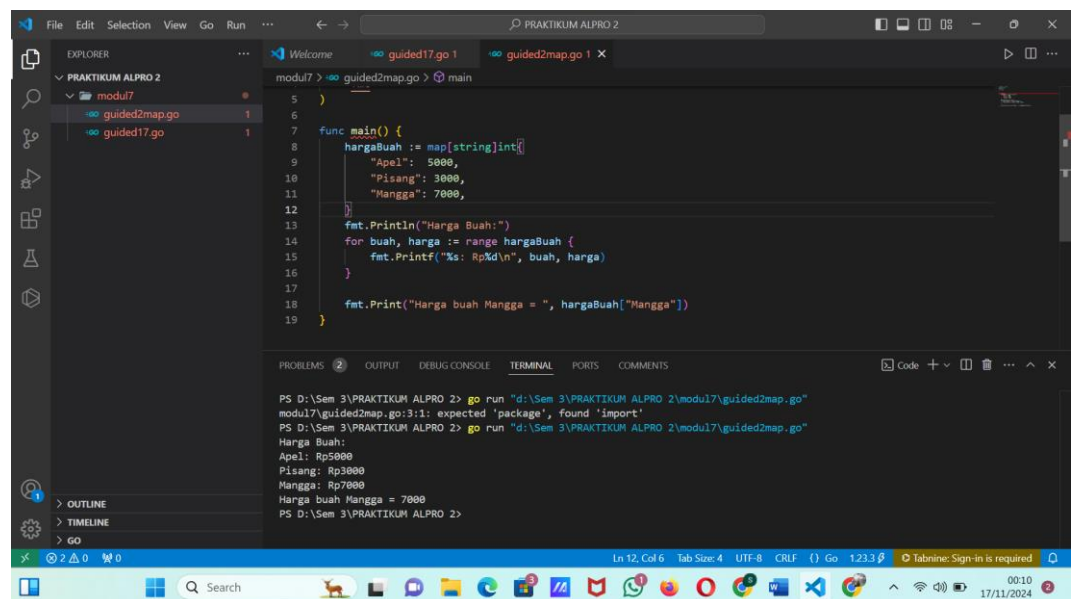 File Edit Selection View Go Run ··· PRAKTIKUM ALPRO 2
EXPLORER ···
PRAKTIKUM ALPRO 2
modul7
guided2map.go 1
guided17.go 1
OUTLINE
TIMELINE
GO
Welcome guided17.go 1 guided2map.go 1
modul7 > guided2map.go > main
5 )
6
7 func main() {
8 hargaBuah := map[string]int{
9 "Apel": 5000,
10 "Pisang": 3000,
11 "Mangga": 7000,
12 }
13 fmt.Println("Harga Buah:")
14 for buah, harga := range hargaBuah {
15 fmt.Printf("%s: Rp%d\n", buah, harga)
16 }
17
18 fmt.Print("Harga buah Mangga = ", hargaBuah["Mangga"])
19 }
PROBLEMS 2 OUTPUT DEBUG CONSOLE TERMINAL PORTS COMMENTS Code
PS D:\Sem 3\PRAKTIKUM ALPRO 2> go run "d:\Sem 3\PRAKTIKUM ALPRO 2\modul7\guided2map.go"
modul7\guided2map.go:3:1: expected 'package', found 'import'
PS D:\Sem 3\PRAKTIKUM ALPRO 2> go run "d:\Sem 3\PRAKTIKUM ALPRO 2\modul7\guided2map.go"
Harga Buah:
Apel: Rp5000
Pisang: Rp3000
Mangga: Rp7000
Harga buah Mangga = 7000
PS D:\Sem 3\PRAKTIKUM ALPRO 2>
2 0 0 Ln 12, Col 6 Tab Size: 4 UTF-8 CRLF {} Go 1.23.3 Tabnine: Sign-in is required
Search 00:10
17/11/2024